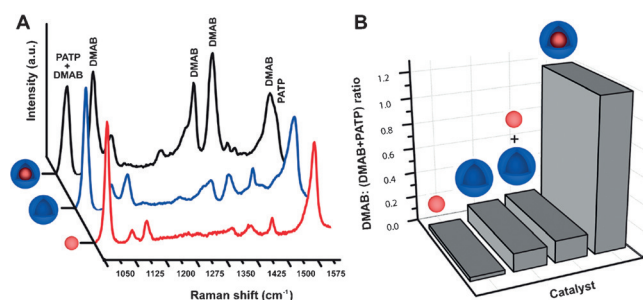 A
Intensity (a.u.)
PATP
+
DMAB
DMAB
DMAB
DMAB
DMAB
PATP
1050 1125 1200 1275 1350 1425 1500 1575
Raman shift (cm⁻¹)
B
DMAB: (DMAB+PATP) ratio
1.2
1.0
0.8
0.6
0.4
0.2
0.0
+
Catalyst